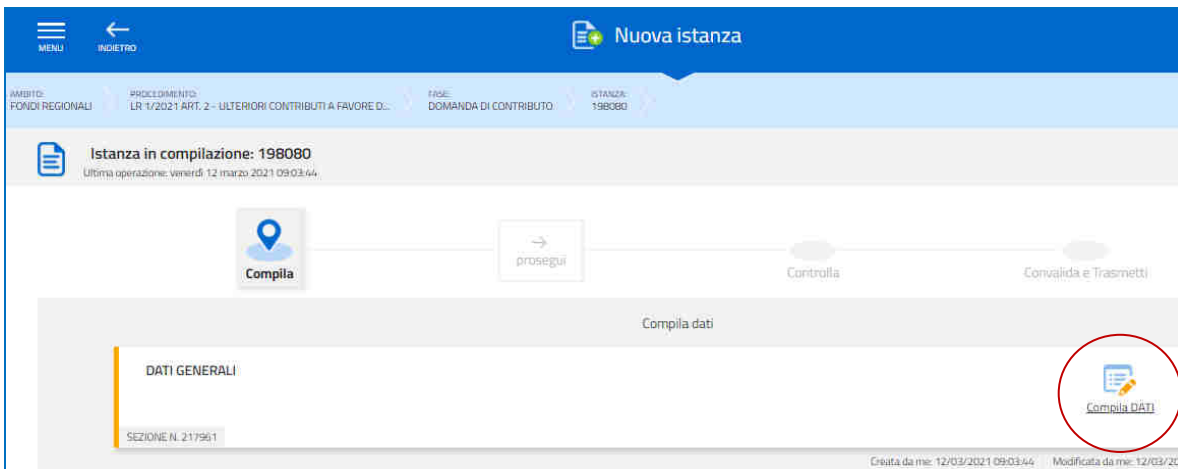 MENU
INDIETRO
Nuova istanza
AMBITO:
FONDI REGIONALI
PROCEDIMENTO:
LR 1/2021 ART. 2 - ULTERIORI CONTRIBUTI A FAVORE D...
FASE:
DOMANDA DI CONTRIBUTO
ISTANZA:
198080
Istanza in compilazione: 198080
Ultima operazione: venerdì 12 marzo 2021 09:03:44
Compila
prosegui
Controlla
Convalida e Trasmetti
Compila dati
DATI GENERALI
Compila DATI
SEZIONE N. 217961
Creata da me: 12/03/2021 09:03:44 Modificata da me: 12/03/20